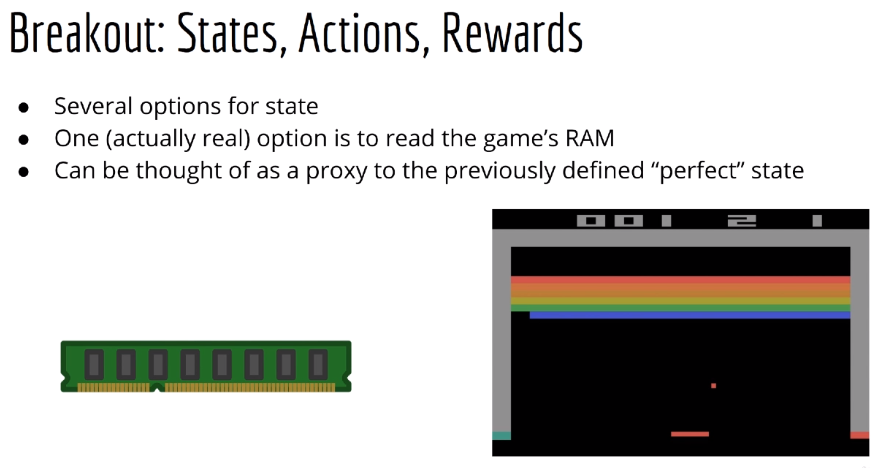 Breakout: States, Actions, Rewards
● Several options for state
● One (actually real) option is to read the game's RAM
● Can be thought of as a proxy to the previously defined “perfect” state
001 2 1